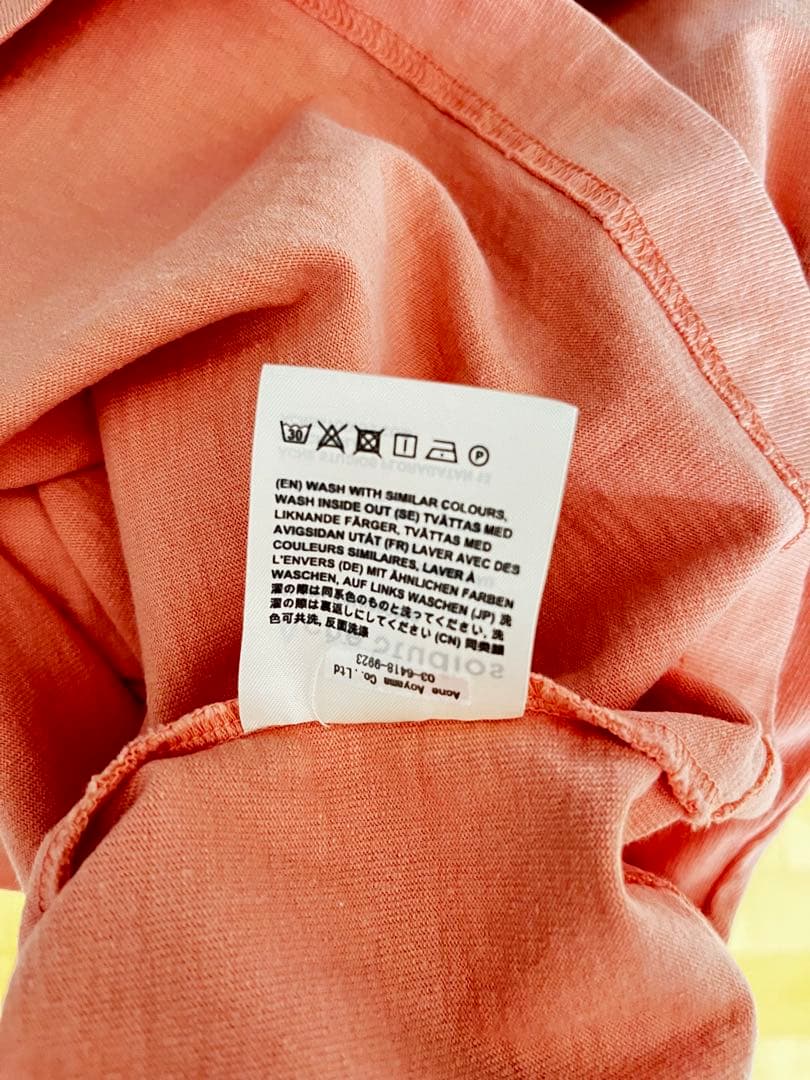 30 P
(EN) WASH WITH SIMILAR COLOURS,
WASH INSIDE OUT (SE) TVÄTTAS MED
LIKNANDE FÄRGER, TVÄTTAS MED
AVIGSIDAN UTÅT (FR) LAVER AVEC DES
COULEURS SIMILAIRES, LAVER À
L'ENVERS (DE) MIT ÄHNLICHEN FARBEN
WASCHEN, AUF LINKS WASCHEN (JP) 洗
濯の際は同系色のものと洗ってください, 洗
濯の際は裏返しにしてください (CN) 同类颜
色可共洗, 反面洗涤
Acne Aoyama Co., Ltd
03-6418-9923